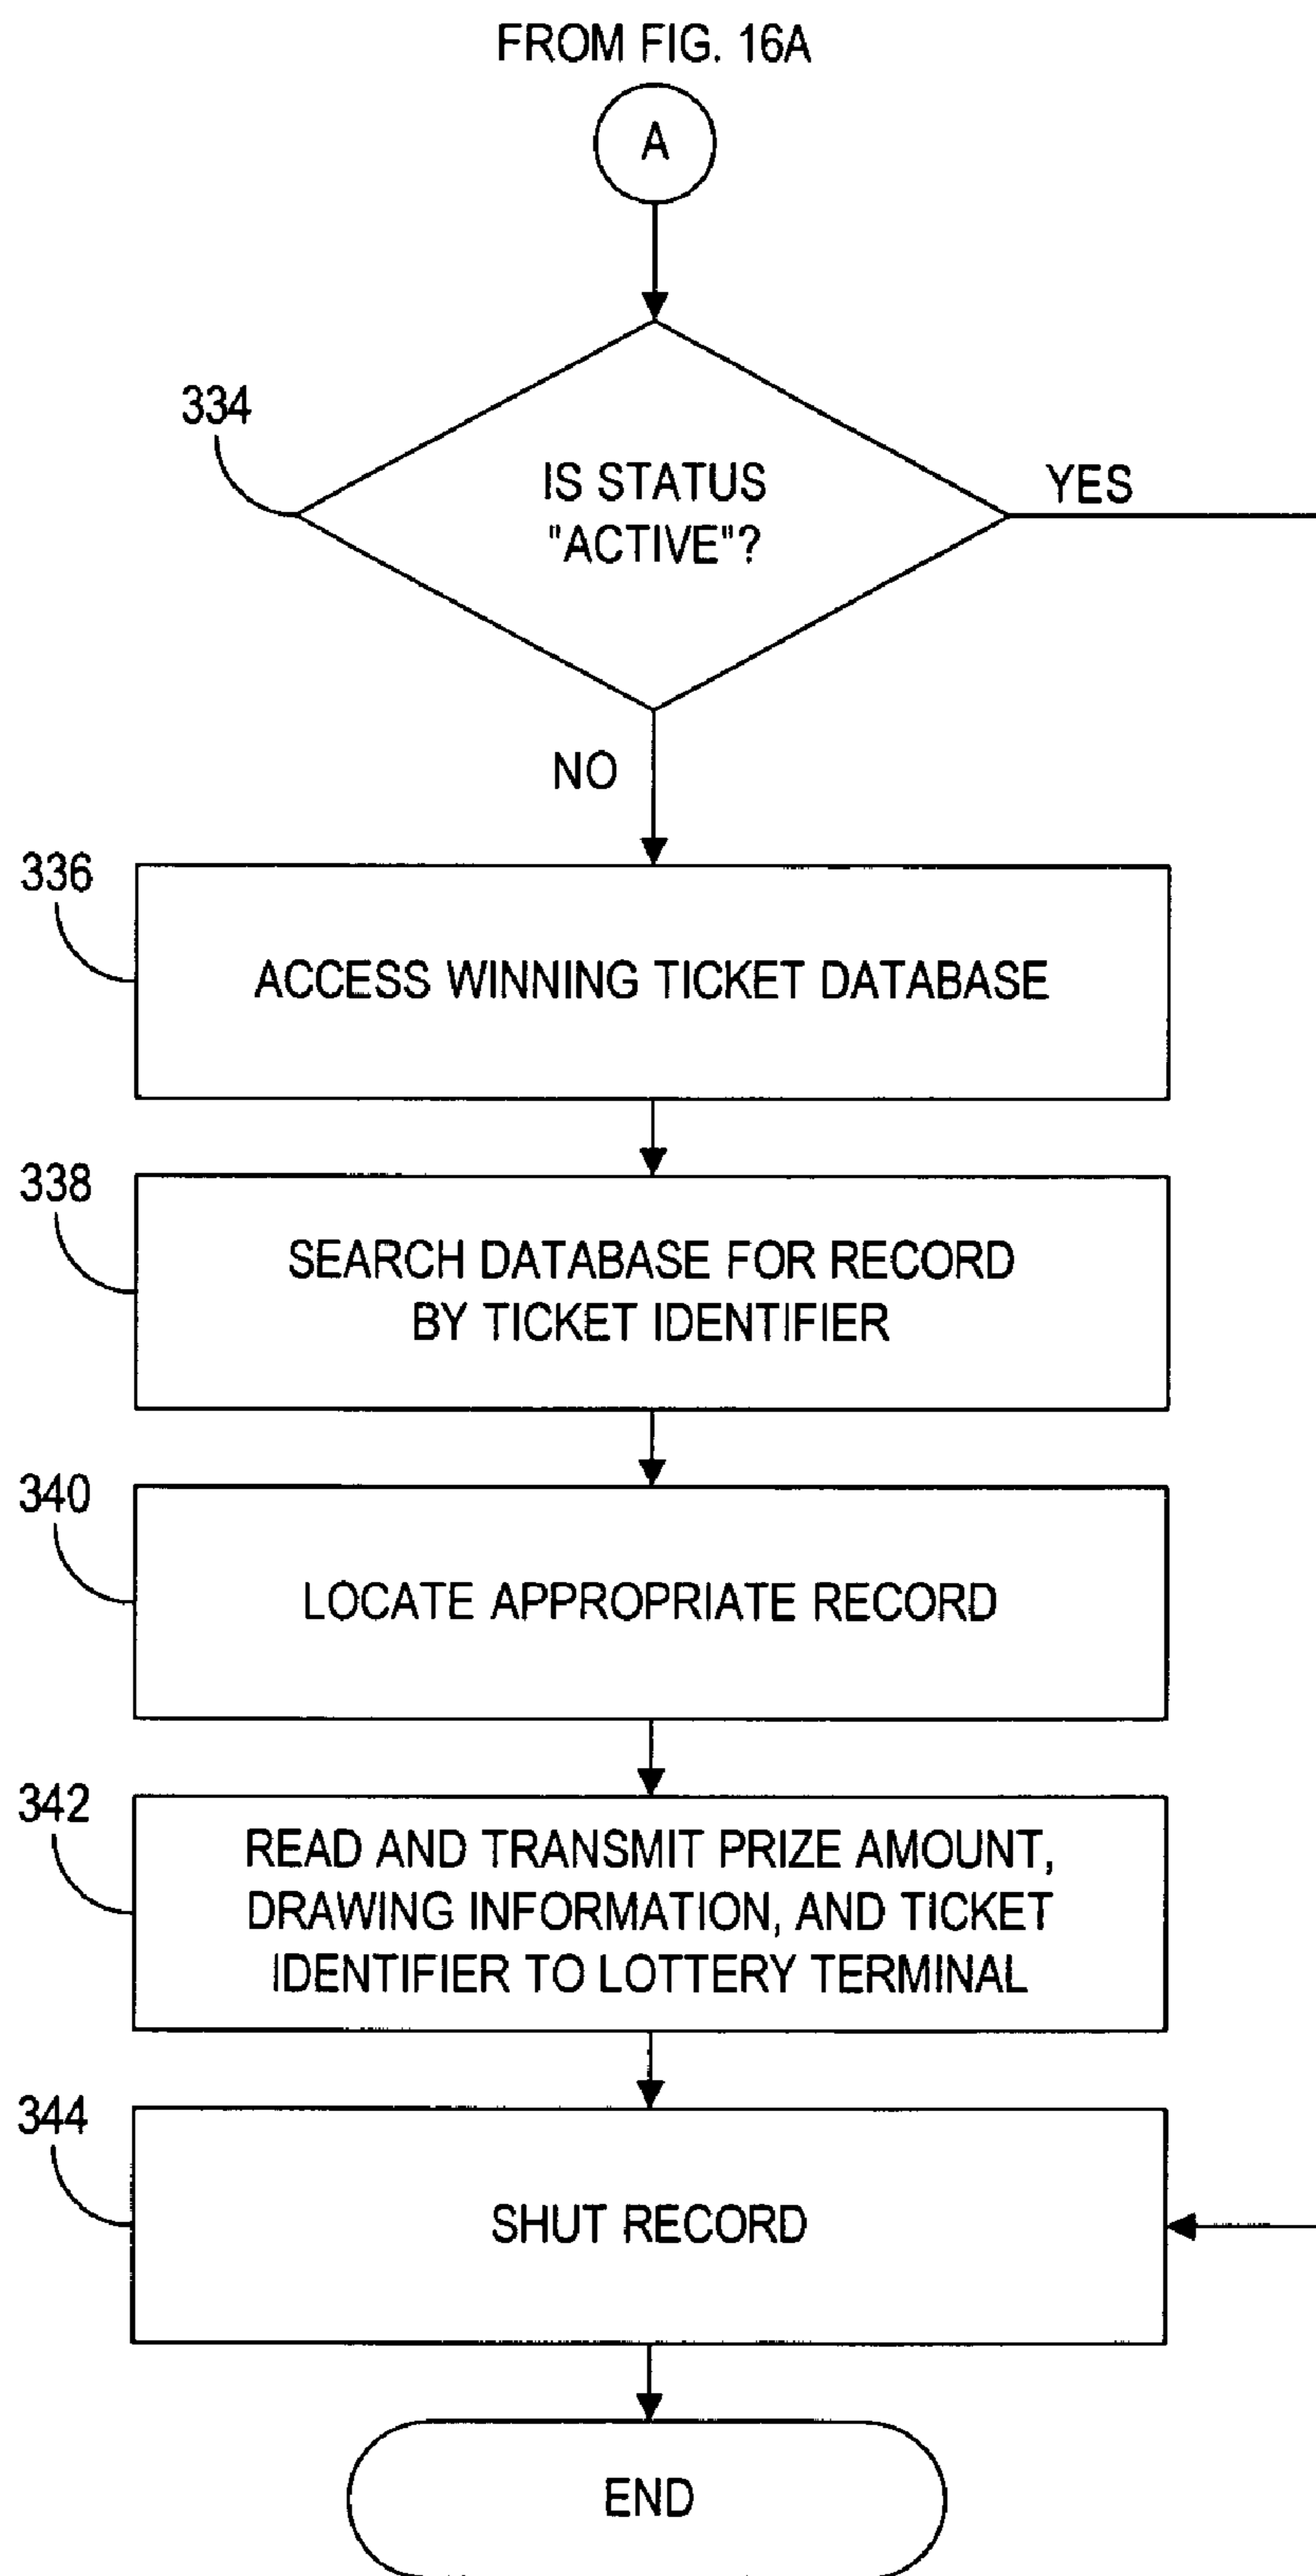 FROM FIG. 16A
A
334
IS STATUS
"ACTIVE"?
YES
NO
336
ACCESS WINNING TICKET DATABASE
338
SEARCH DATABASE FOR RECORD
BY TICKET IDENTIFIER
340
LOCATE APPROPRIATE RECORD
342
READ AND TRANSMIT PRIZE AMOUNT,
DRAWING INFORMATION, AND TICKET
IDENTIFIER TO LOTTERY TERMINAL
344
SHUT RECORD
END